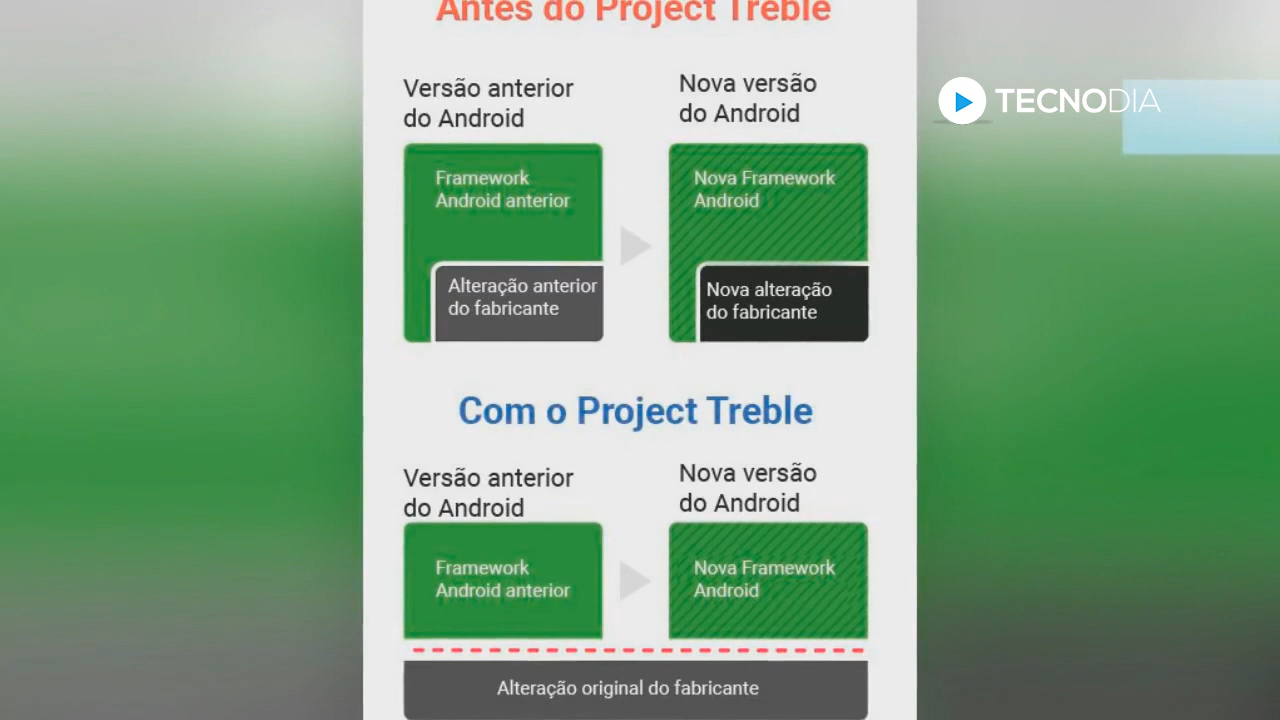 Antes do Project Treble
Versão anterior
do Android
Nova versão
do Android
TECNODIA
Framework
Android anterior
Nova Framework
Android
Alteração anterior
do fabricante
Nova alteração
do fabricante
Com o Project Treble
Versão anterior
do Android
Nova versão
do Android
Framework
Android anterior
Nova Framework
Android
Alteração original do fabricante